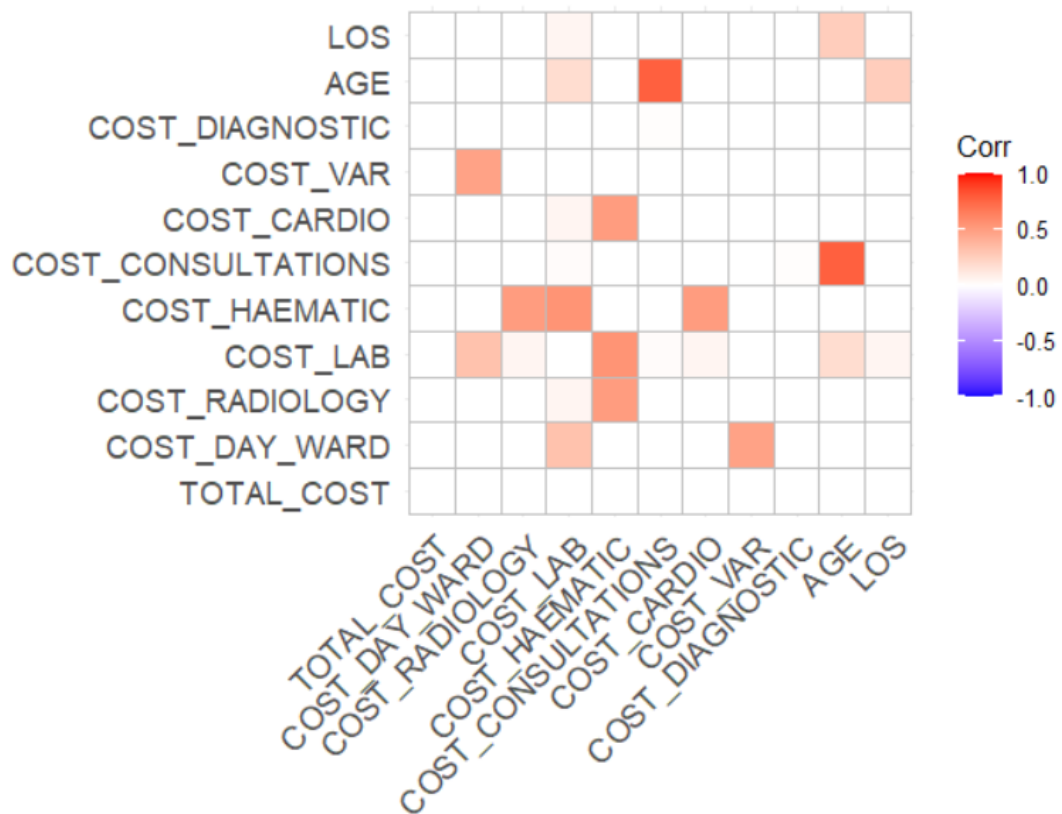 LOS
AGE
COST_DIAGNOSTIC
COST_VAR
COST_CARDIO
COST_CONSULTATIONS
COST_HAEMATIC
COST_LAB
COST_RADIOLOGY
COST_DAY_WARD
TOTAL_COST
TOTAL_COST
COST_DAY_WARD
COST_RADIOLOGY
COST_LAB
COST_HAEMATIC
COST_CONSULTATIONS
COST_CARDIO
COST_VAR
COST_DIAGNOSTIC
AGE
LOS
Corr
1.0
0.5
0.0
-0.5
-1.0